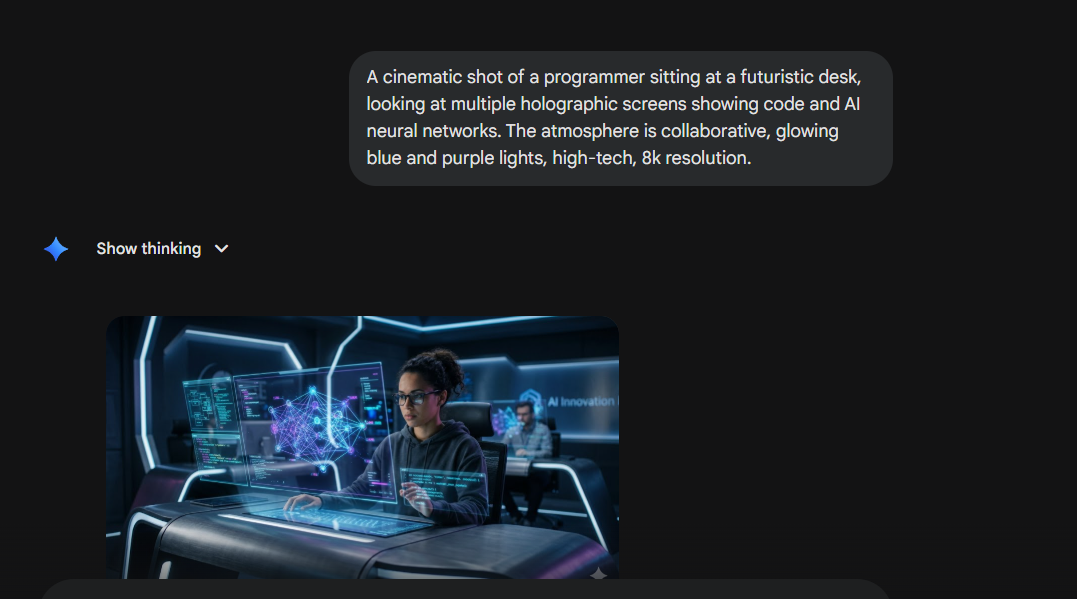 A cinematic shot of a programmer sitting at a futuristic desk,
looking at multiple holographic screens showing code and AI
neural networks. The atmosphere is collaborative, glowing
blue and purple lights, high-tech, 8k resolution.
Show thinking
AI Innovation